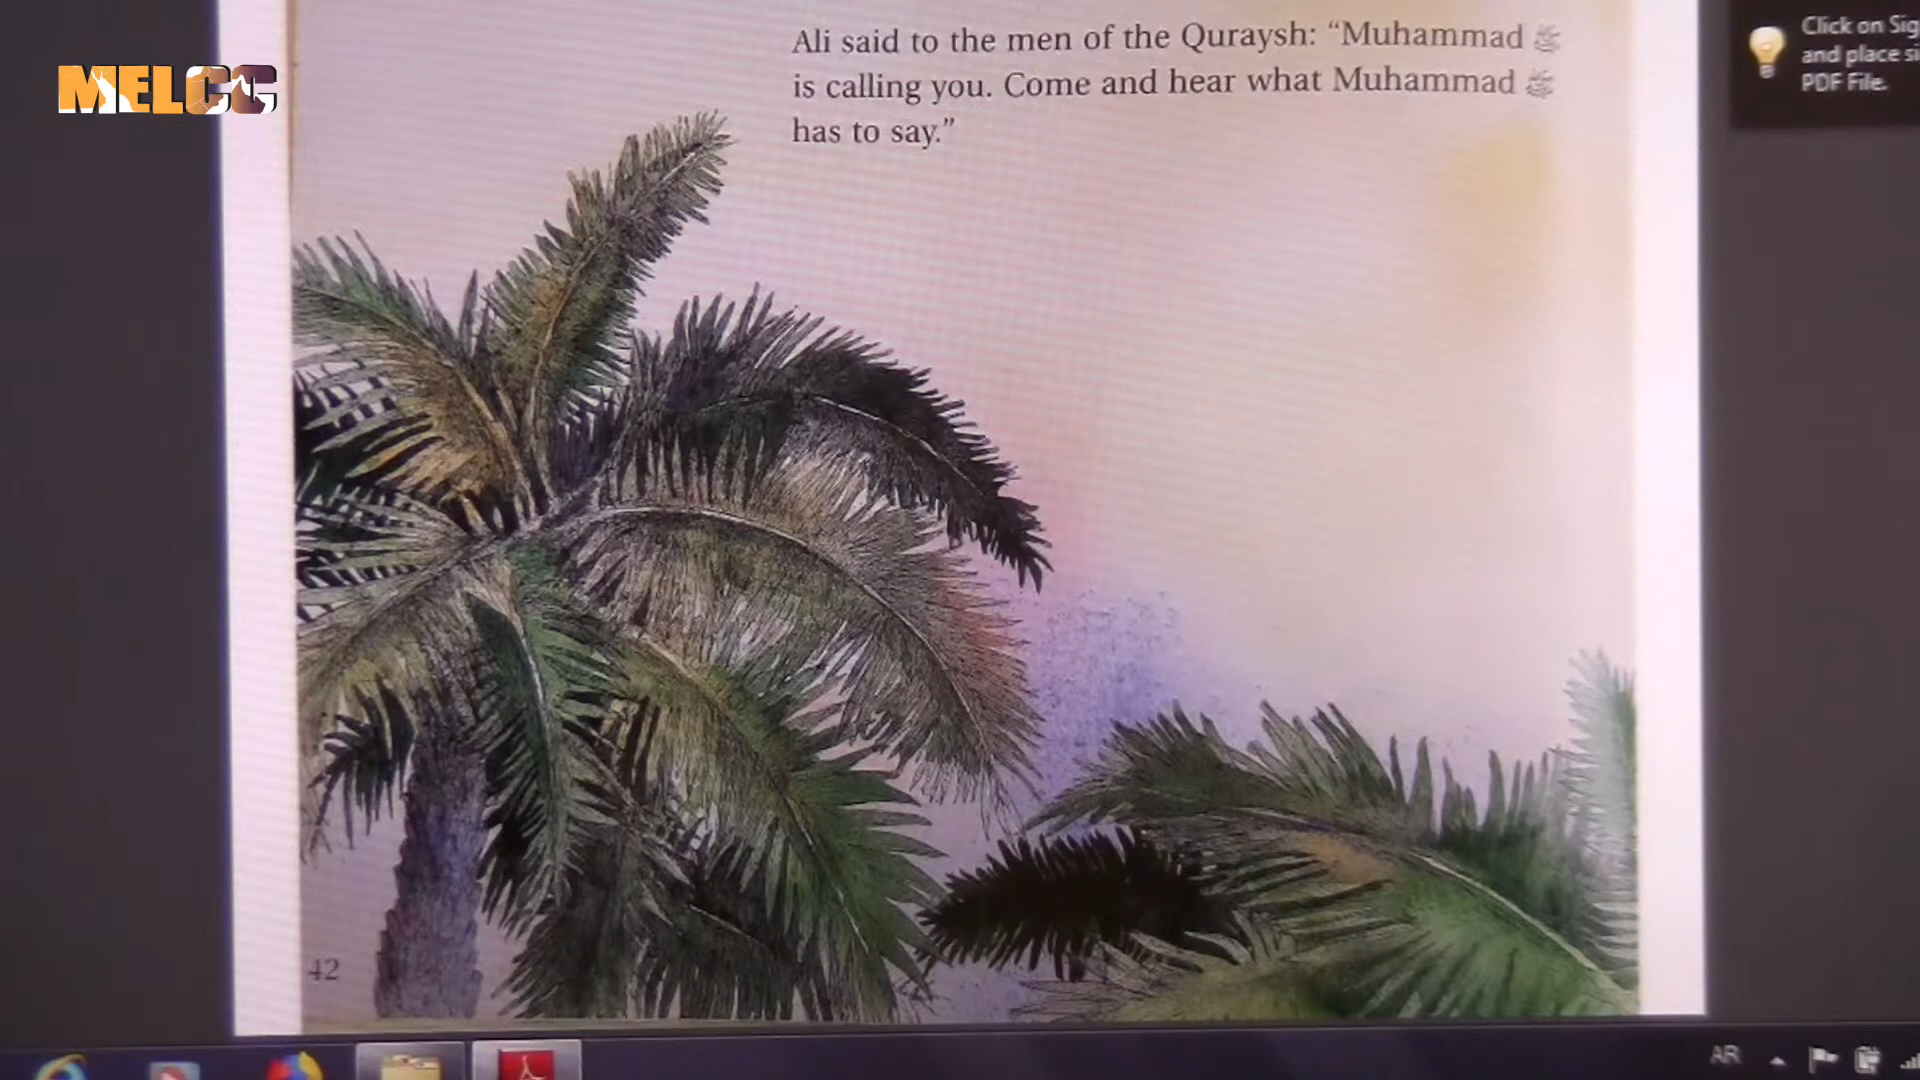 MELCC
Ali said to the men of the Quraysh: “Muhammad ﷺ
is calling you. Come and hear what Muhammad ﷺ
has to say.”
42
Click on Sig
and place si
PDF File.
AR